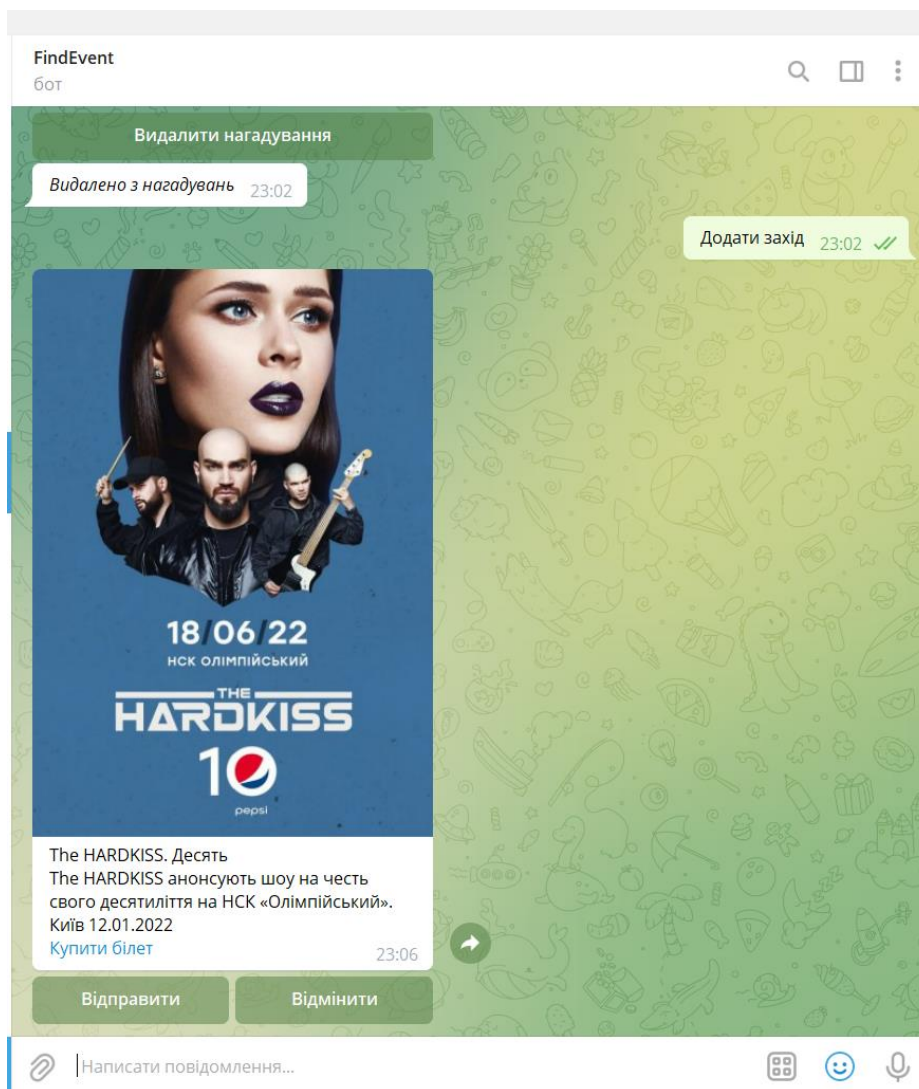 FindEvent
бот
Видалити нагадування
Видалено з нагадувань 23:02
Додати захід 23:02
18/06/22
НСК ОЛІМПІЙСЬКИЙ
THE
HARDKISS
10
pepsi
The HARDKISS. Десять
The HARDKISS анонсують шоу на честь
свого десятиліття на НСК «Олімпійський».
Київ 12.01.2022
Купити білет 23:06
Відправити Відмінити
Написати повідомлення...